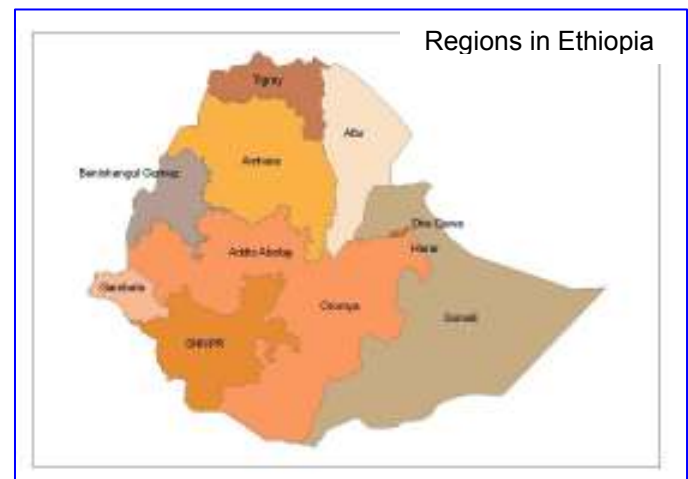 Regions in Ethiopia
Tigray
Afar
Amhara
Benishangul Gumuz
Dire Dawa
Harar
Addis Ababa
Gambela
Oromiya
Somali
SNNPR